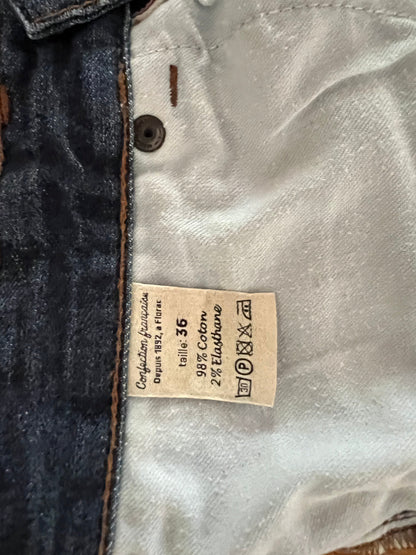 Confection française
Depuis 1892, a Florac
taille: 36
98% Coton
2% Elasthane
30 P